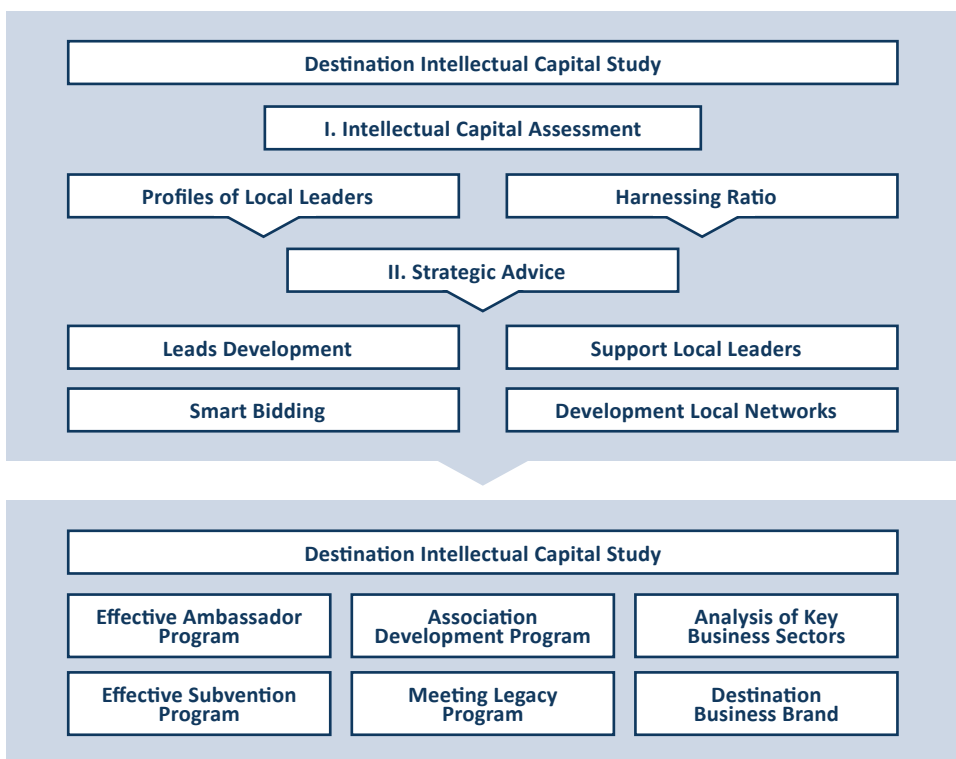 Destination Intellectual Capital Study
I. Intellectual Capital Assessment
Profiles of Local Leaders
Harnessing Ratio
II. Strategic Advice
Leads Development
Support Local Leaders
Smart Bidding
Development Local Networks
Destination Intellectual Capital Study
Effective Ambassador
Program
Association
Development Program
Analysis of Key
Business Sectors
Effective Subvention
Program
Meeting Legacy
Program
Destination
Business Brand